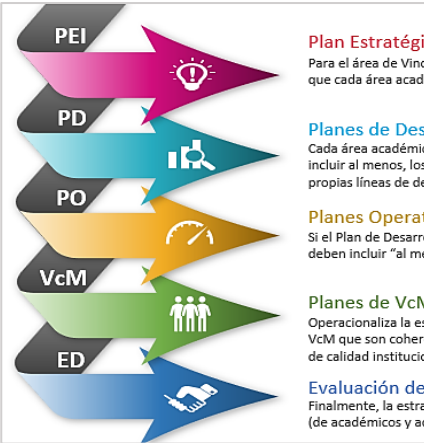 PEI
Plan Estratégi
Para el área de Vinc
que cada área acad
PD
Planes de Des
Cada área académic
incluir al menos, los
propias líneas de de
PO
Planes Operat
Si el Plan de Desarr
deben incluir “al me
VcM
Planes de VcM
Operacionaliza la es
VcM que son coher
de calidad institucio
ED
Evaluación de
Finalmente, la estra
(de académicos y ad